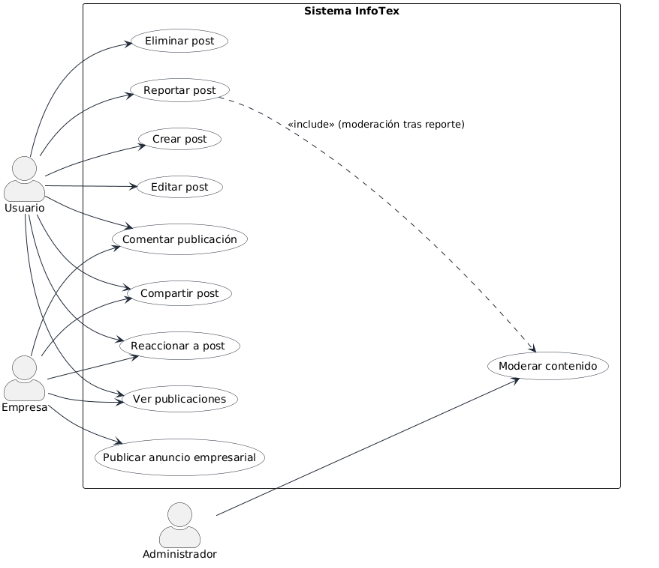 Sistema InfoTex
Eliminar post
Reportar post
«include» (moderación tras reporte)
Crear post
Editar post
Usuario
Comentar publicación
Compartir post
Reaccionar a post
Moderar contenido
Ver publicaciones
Empresa
Publicar anuncio empresarial
Administrador